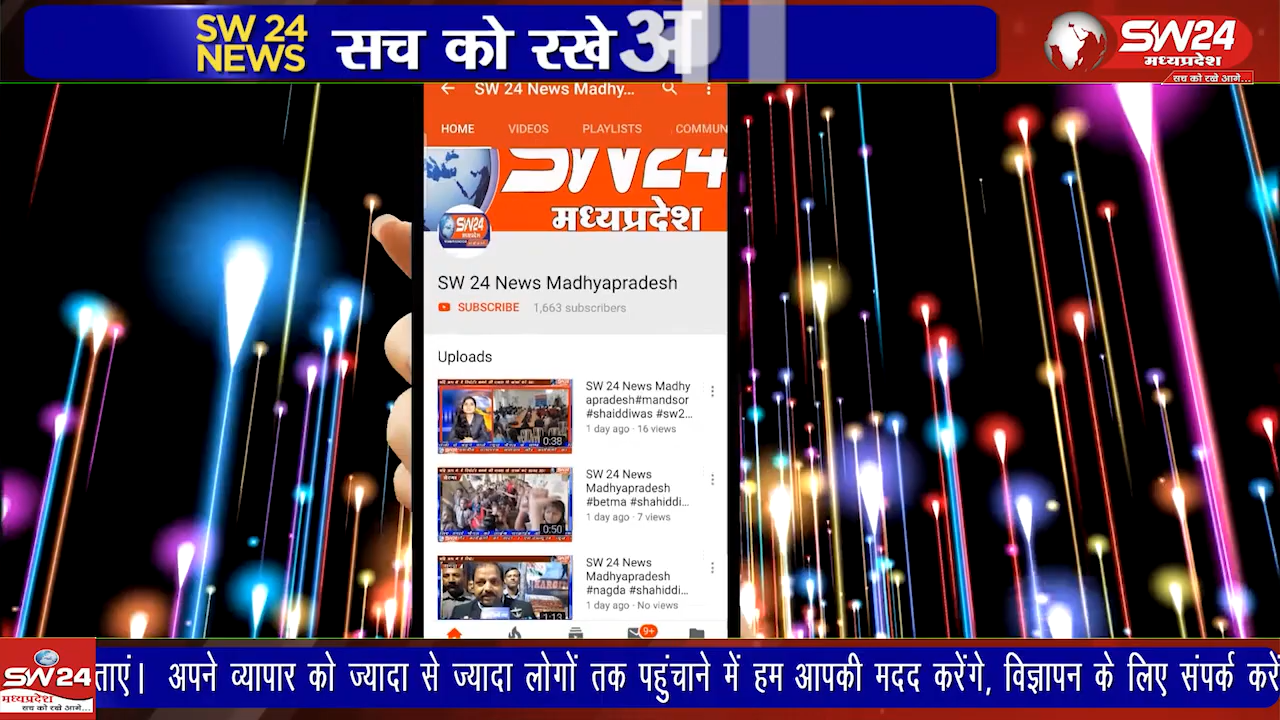 SW 24
NEWS
सच को रखे
SW24
मध्यप्रदेश
सच को रखे आगे...
SW 24 News Madhy...
HOME VIDEOS PLAYLISTS COMMUN
SW24
मध्यप्रदेश
SW24
SW 24 News Madhyapradesh
SUBSCRIBE 1,663 subscribers
Uploads
SW 24 News Madhy
apradesh#mandsor
#shaiddiwas #sw2...
1 day ago · 16 views
0:38
SW 24 News
Madhyapradesh
#betma #shahiddi...
1 day ago · 7 views
0:50
SW 24 News
Madhyapradesh
#nagda #shahiddi...
1 day ago · No views
1:13
9+
SW24
मध्यप्रदेश
सच को रखे आगे...
ताएं। अपने व्यापार को ज्यादा से ज्यादा लोगों तक पहुंचाने में हम आपकी मदद करेंगे, विज्ञापन के लिए संपर्क करें